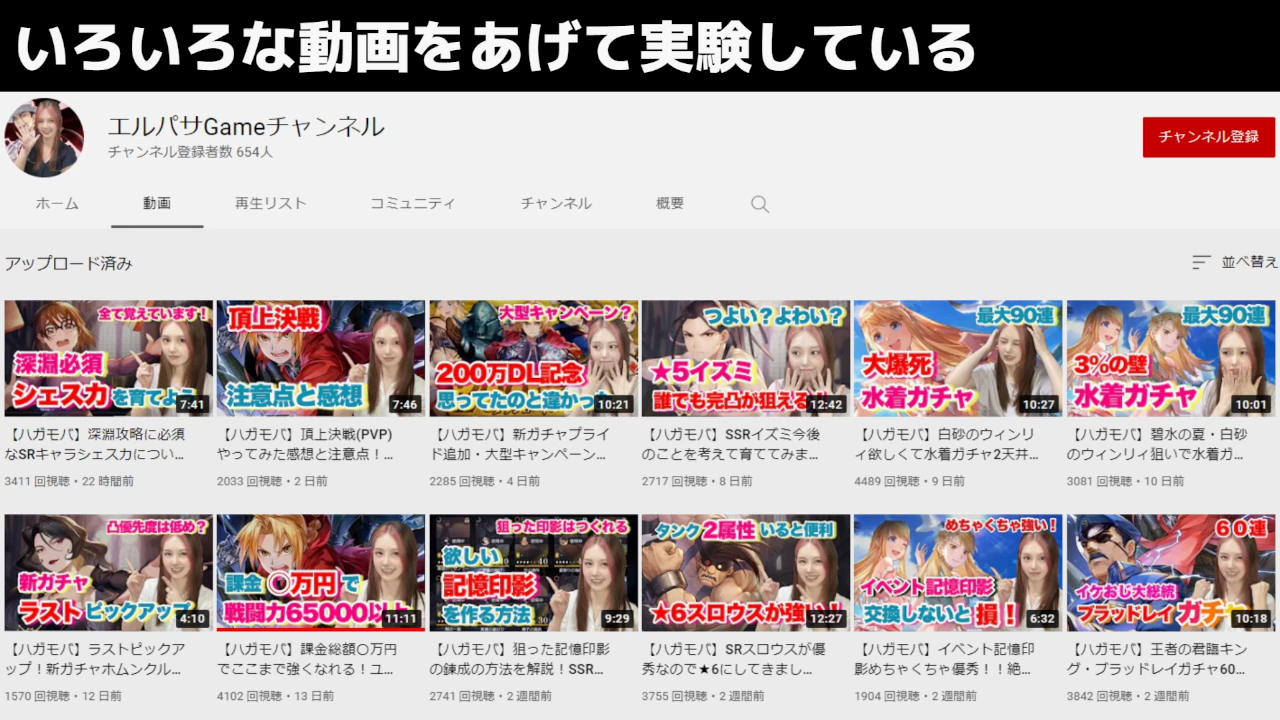 いろいろな動画をあげて実験している
エルパサGameチャンネル
チャンネル登録者数 654人
チャンネル登録
ホーム
動画
再生リスト
コミュニティ
チャンネル
概要
アップロード済み
並べ替え
全て覚えています！
深淵必須
シェスカを育てよ
7:41
頂上決戦
注意点と感想
7:46
大型キャンペーン？
200万DL記念
思ってたのと違かっ
10:21
つよい？よわい？
★5イズミ
誰でも完凸が狙える
12:42
最大90連
大爆死
水着ガチャ
10:27
最大90連
3%の壁
水着ガチャ
10:01
【ハガモバ】深淵攻略に必須
なSRキャラシェスカについ...
3411 回視聴・22 時間前
【ハガモバ】頂上決戦(PVP)
やってみた感想と注意点！...
2033 回視聴・2 日前
【ハガモバ】新ガチャプライ
ド追加・大型キャンペーン...
2285 回視聴・4 日前
【ハガモバ】SSRイズミ今後
のことを考えて育ててみま...
2717 回視聴・8 日前
【ハガモバ】白砂のウィンリ
ィ欲しくて水着ガチャ2天井...
4489 回視聴・9 日前
【ハガモバ】碧水の夏・白砂
のウィンリィ狙いで水着ガ...
3081 回視聴・10 日前
凸優先度は低め？
新ガチャ
ラストピックアップ
4:10
課金〇万円で
戦闘力65000以上
11:11
狙った印影はつくれる
欲しい
記憶印影
を作る方法
9:29
タンク2属性いると便利
★6スロウスが強い！
12:27
めちゃくちゃ強い！
イベント記憶印影
交換しないと損！
6:32
60連
イケおじ大総統
ブラッドレイガチャ
10:18
【ハガモバ】ラストピックア
ップ！新ガチャホムンクル...
1570 回視聴・12 日前
【ハガモバ】課金総額〇万円
でここまで強くなれる！ユ...
4102 回視聴・13 日前
【ハガモバ】狙った記憶印影
の錬成の方法を解説！SSR...
2741 回視聴・2 週間前
【ハガモバ】SRスロウスが優
秀なので★6にしてきまし...
3755 回視聴・2 週間前
【ハガモバ】イベント記憶印
影めちゃくちゃ優秀！！絶...
1904 回視聴・2 週間前
【ハガモバ】王者の君臨キン
グ・ブラッドレイガチャ60...
3842 回視聴・2 週間前